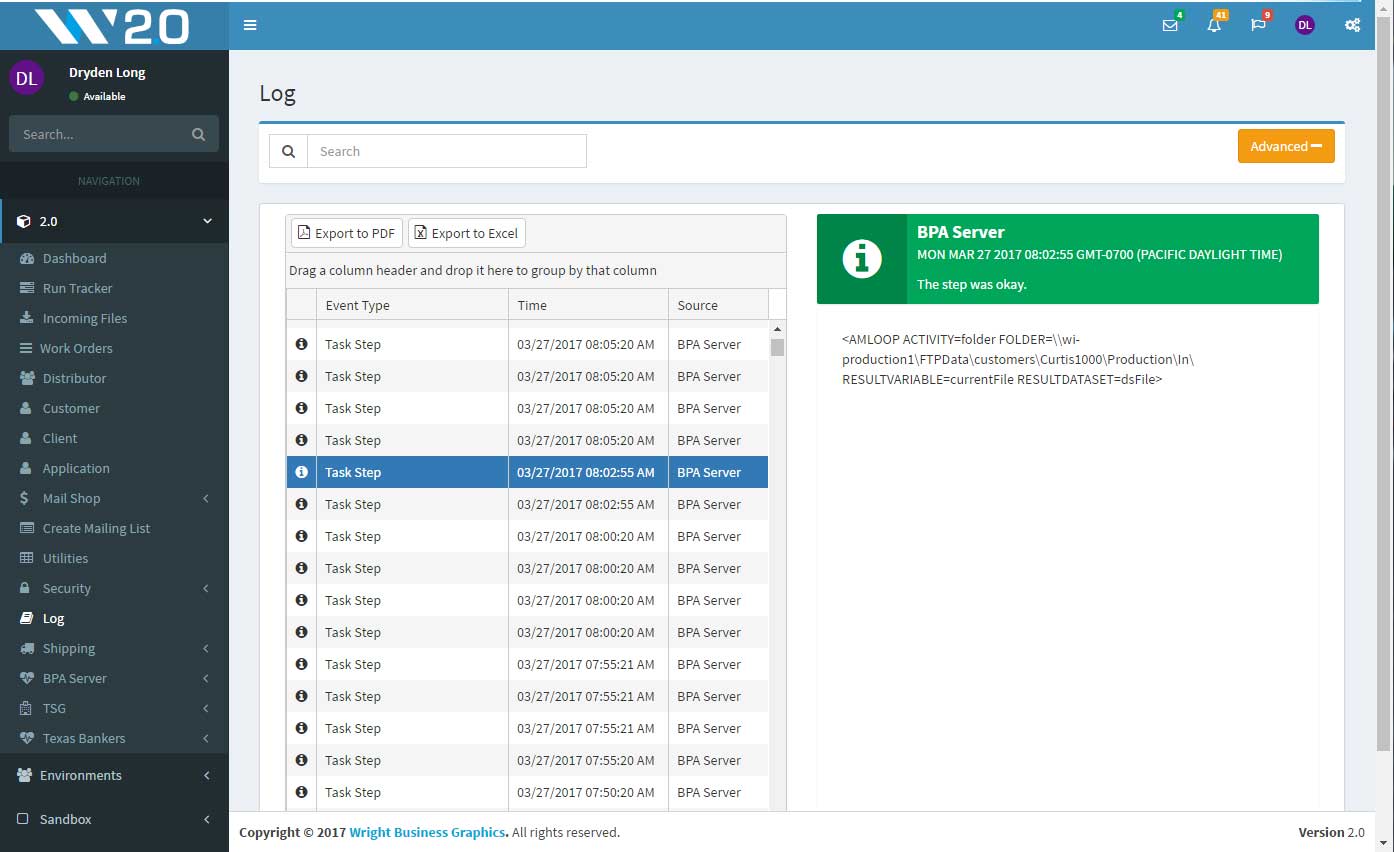 W2.0
4
41
9
DL
DL
Dryden Long
Available
Search...
NAVIGATION
2.0
Dashboard
Run Tracker
Incoming Files
Work Orders
Distributor
Customer
Client
Application
Mail Shop
Create Mailing List
Utilities
Security
Log
Shipping
BPA Server
TSG
Texas Bankers
Environments
Sandbox
Log
Search
Advanced
Export to PDF
Export to Excel
Drag a column header and drop it here to group by that column
Event Type Time Source
Task Step 03/27/2017 08:05:20 AM BPA Server
Task Step 03/27/2017 08:05:20 AM BPA Server
Task Step 03/27/2017 08:05:20 AM BPA Server
Task Step 03/27/2017 08:05:20 AM BPA Server
Task Step 03/27/2017 08:02:55 AM BPA Server
Task Step 03/27/2017 08:02:55 AM BPA Server
Task Step 03/27/2017 08:00:20 AM BPA Server
Task Step 03/27/2017 08:00:20 AM BPA Server
Task Step 03/27/2017 08:00:20 AM BPA Server
Task Step 03/27/2017 08:00:20 AM BPA Server
Task Step 03/27/2017 07:55:21 AM BPA Server
Task Step 03/27/2017 07:55:21 AM BPA Server
Task Step 03/27/2017 07:55:21 AM BPA Server
Task Step 03/27/2017 07:55:20 AM BPA Server
Task Step 03/27/2017 07:50:20 AM BPA Server
BPA Server
MON MAR 27 2017 08:02:55 GMT-0700 (PACIFIC DAYLIGHT TIME)
The step was okay.
<AMLOOP ACTIVITY=folder FOLDER=\\wi-
production1\FTPData\customers\Curtis1000\Production\In\
RESULTVARIABLE=currentFile RESULTDATASET=dsFile>
Copyright © 2017 Wright Business Graphics. All rights reserved.
Version 2.0